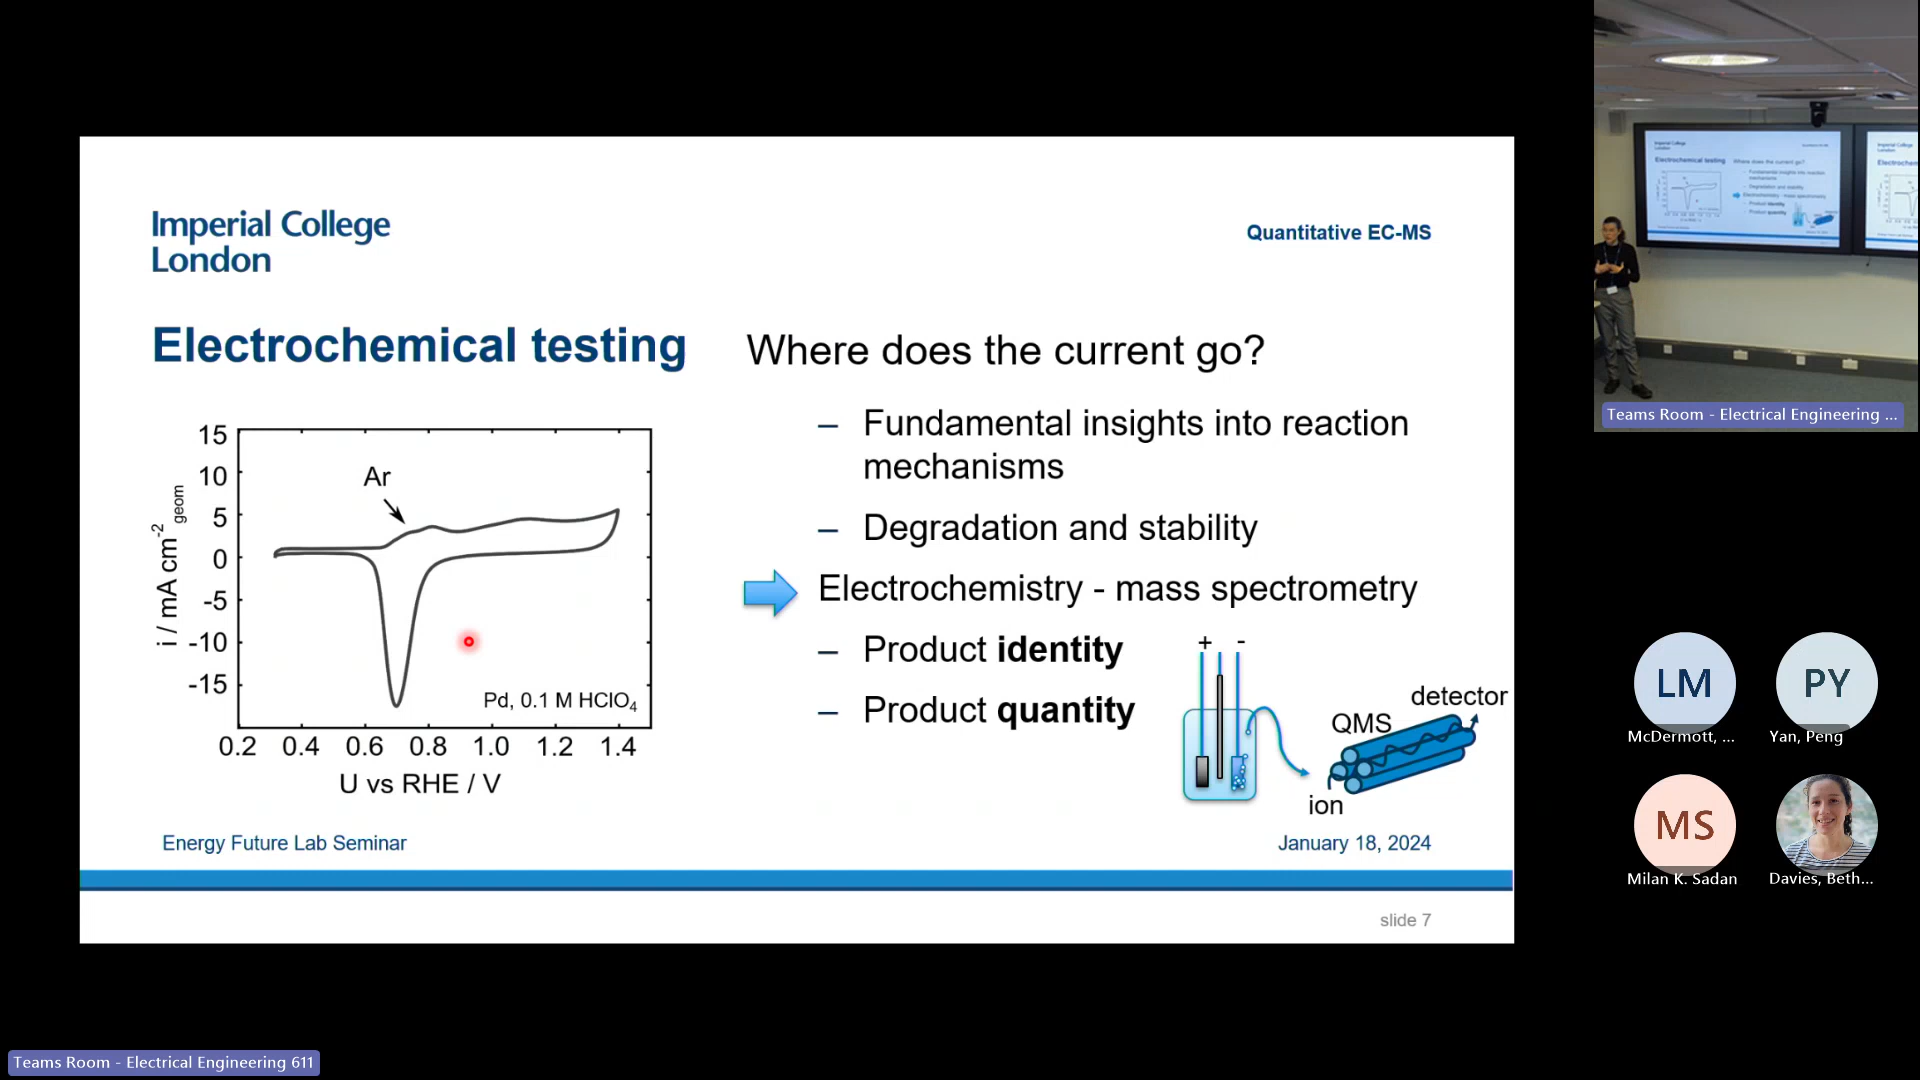 Imperial College
London
Quantitative EC-MS
Electrochemical testing
Where does the current go?
– Fundamental insights into reaction
mechanisms
– Degradation and stability
Electrochemistry - mass spectrometry
– Product identity
– Product quantity
15
10
5
0
-5
-10
-15
i / mA cm-2 geom
Ar
Pd, 0.1 M HClO4
0.2 0.4 0.6 0.8 1.0 1.2 1.4
U vs RHE / V
+ -
detector
QMS
ion
Energy Future Lab Seminar
January 18, 2024
slide 7
Teams Room - Electrical Engineering ...
LM
McDermott, ...
PY
Yan, Peng
MS
Milan K. Sadan
Davies, Beth...
Teams Room - Electrical Engineering 611